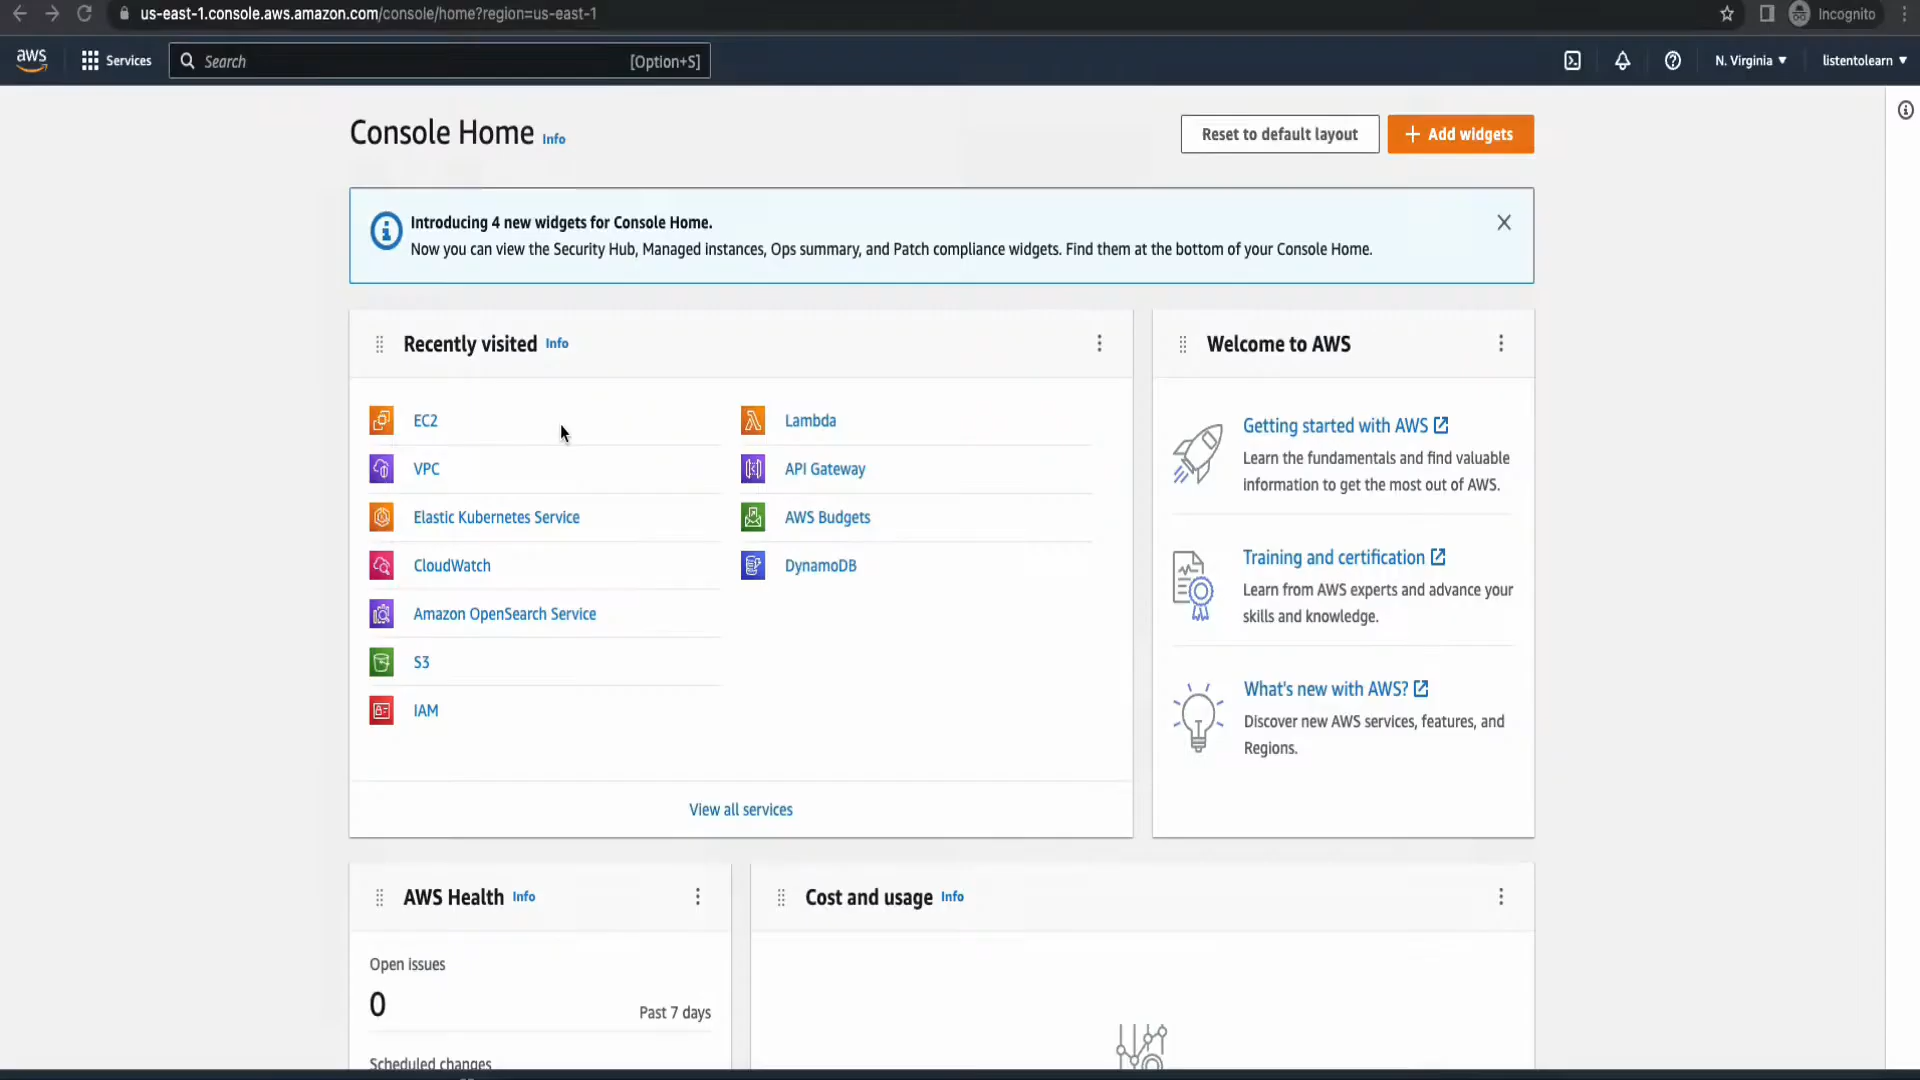 us-east-1.console.aws.amazon.com/console/home?region=us-east-1
Incognito
aws
Services
Search
[Option+S]
N. Virginia
listentolearn
Console Home Info
Reset to default layout
Add widgets
Introducing 4 new widgets for Console Home.
Now you can view the Security Hub, Managed instances, Ops summary, and Patch compliance widgets. Find them at the bottom of your Console Home.
Recently visited Info
EC2
VPC
Elastic Kubernetes Service
CloudWatch
Amazon OpenSearch Service
S3
IAM
Lambda
API Gateway
AWS Budgets
DynamoDB
View all services
Welcome to AWS
Getting started with AWS
Learn the fundamentals and find valuable
information to get the most out of AWS.
Training and certification
Learn from AWS experts and advance your
skills and knowledge.
What's new with AWS?
Discover new AWS services, features, and
Regions.
AWS Health Info
Open issues
0
Past 7 days
Scheduled changes
Cost and usage Info